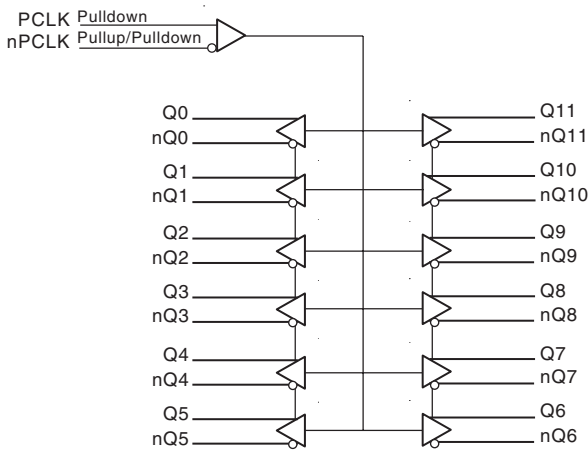 PCLK Pulldown
nPCLK Pullup/Pulldown
Q0 Q11
nQ0 nQ11
Q1 Q10
nQ1 nQ10
Q2 Q9
nQ2 nQ9
Q3 Q8
nQ3 nQ8
Q4 Q7
nQ4 nQ7
Q5 Q6
nQ5 nQ6